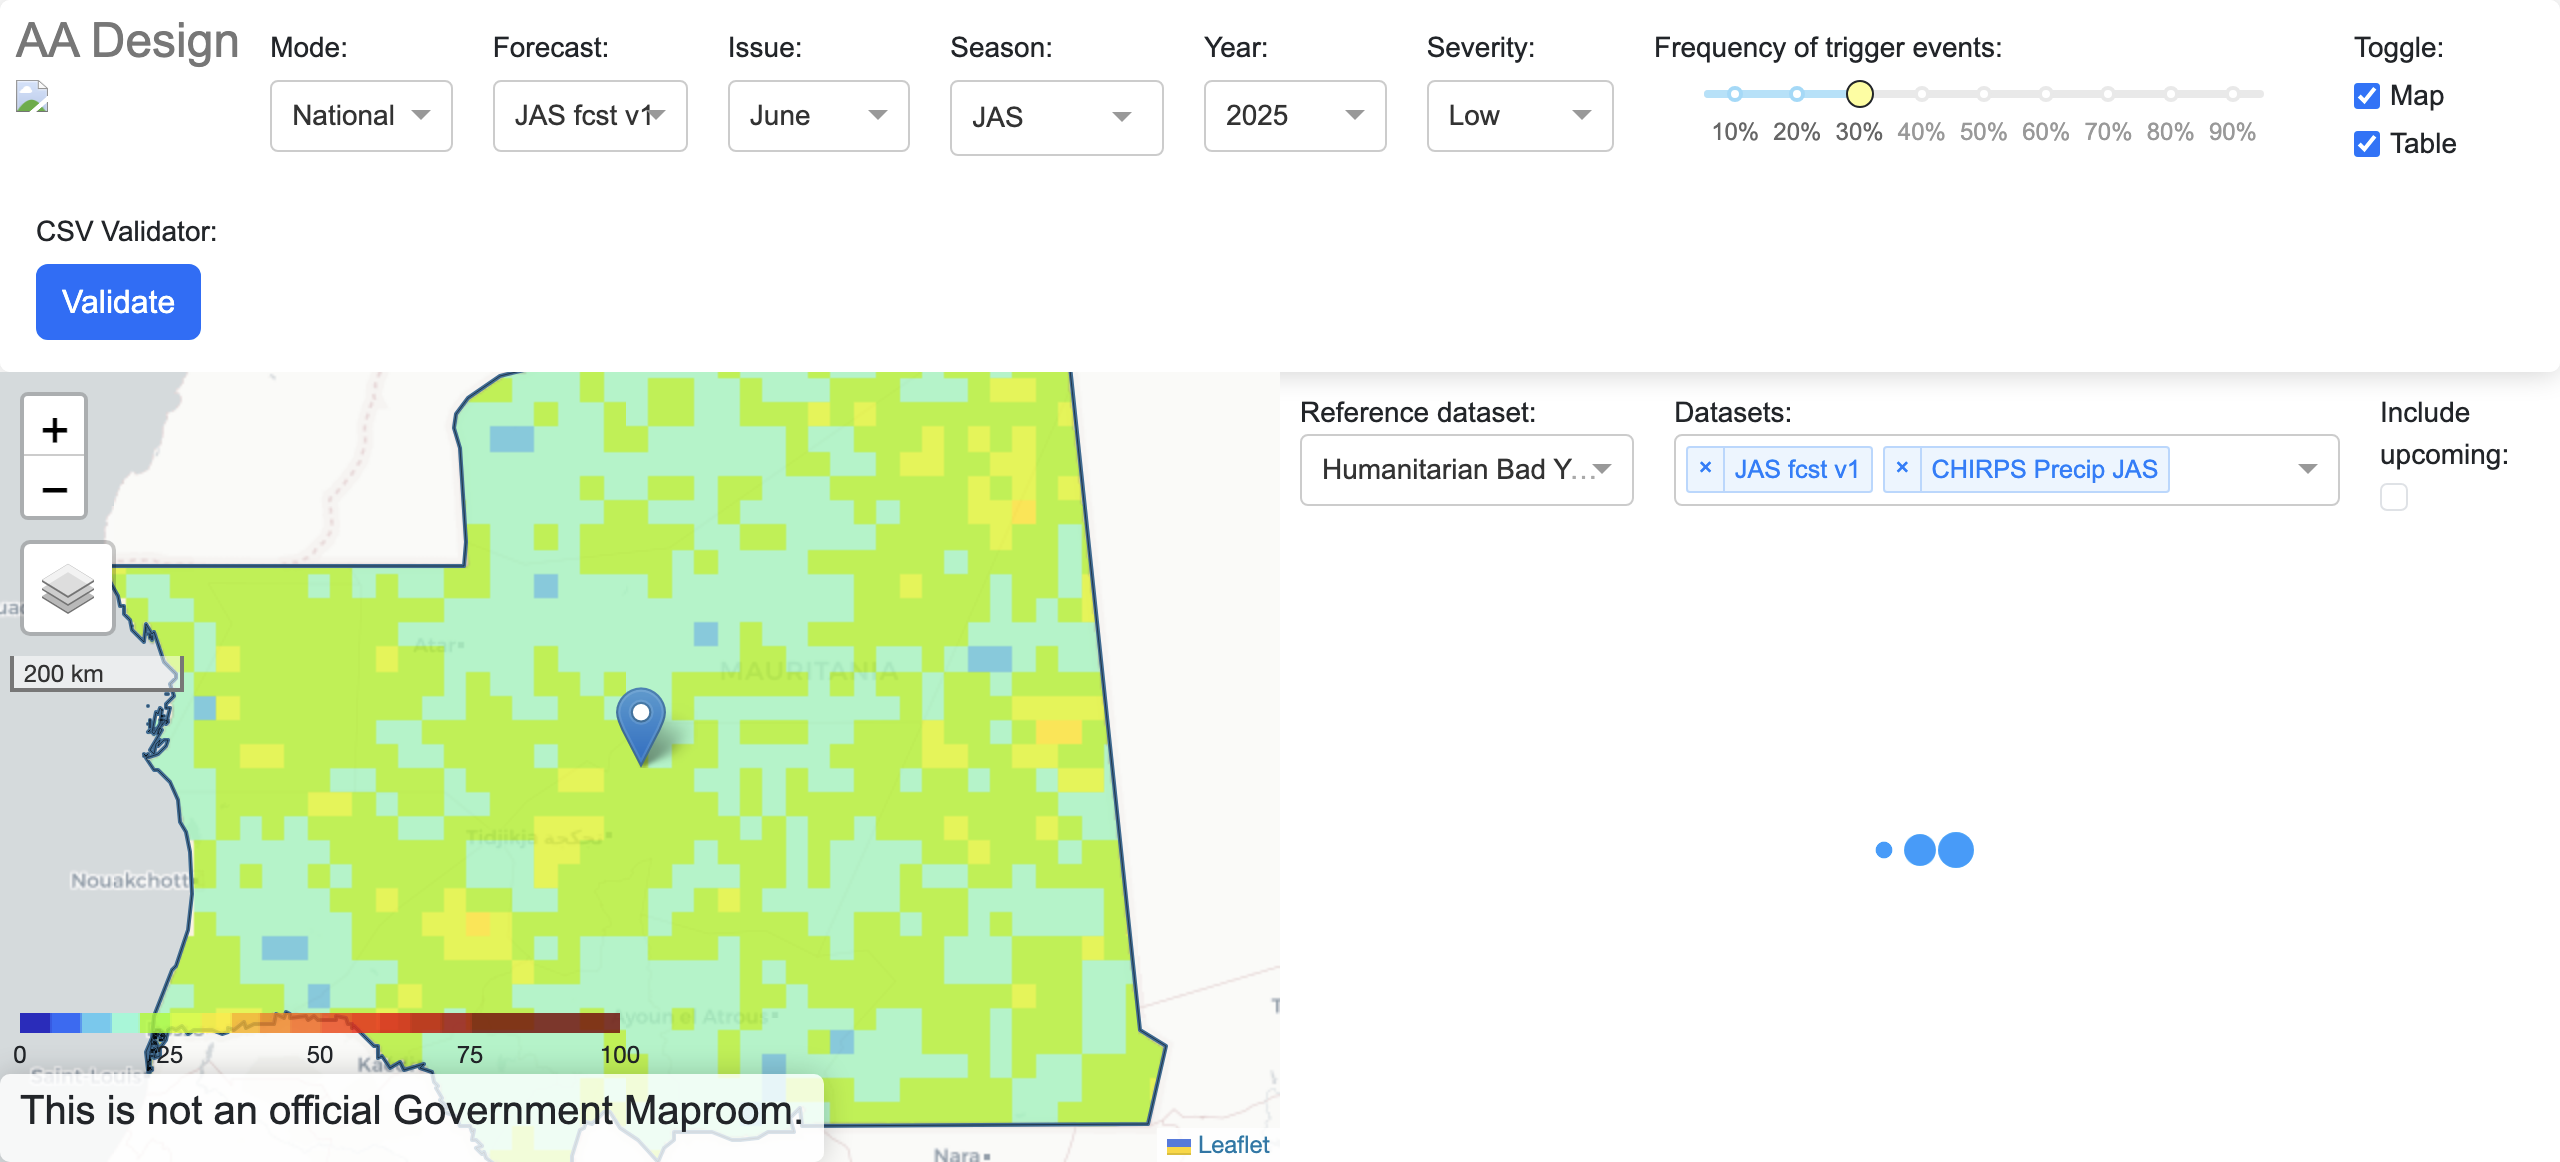 AA Design
Mode:
National
Forecast:
JAS fcst v1
Issue:
June
Season:
JAS
Year:
2025
Severity:
Low
Frequency of trigger events:
10% 20% 30% 40% 50% 60% 70% 80% 90%
Toggle:
Map
Table
CSV Validator:
Validate
+
−
200 km
Atar
MAURITANIA
Tidjikja
Nouakchott
Ayoun el Atrous
0 25 50 75 100
Saint-Louis
This is not an official Government Maproom.
Nara
Leaflet
Reference dataset:
Humanitarian Bad Y...
Datasets:
× JAS fcst v1 × CHIRPS Precip JAS
Include
upcoming: